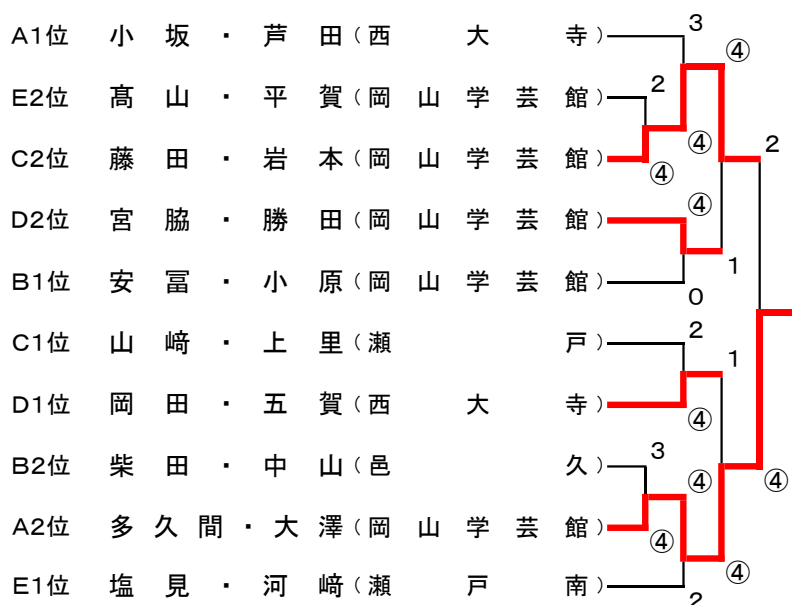 A1位 小坂・芦田(西大寺) 3
④
E2位 髙山・平賀(岡山学芸館) 2
④ 2
C2位 藤田・岩本(岡山学芸館) ④
D2位 宮脇・勝田(岡山学芸館) ④
1
B1位 安冨・小原(岡山学芸館) 0
C1位 山﨑・上里(瀬戸) 2
1
D1位 岡田・五賀(西大寺) ④
B2位 柴田・中山(邑久) 3
④ ④
A2位 多久間・大澤(岡山学芸館) ④
④
E1位 塩見・河﨑(瀬戸南) 2